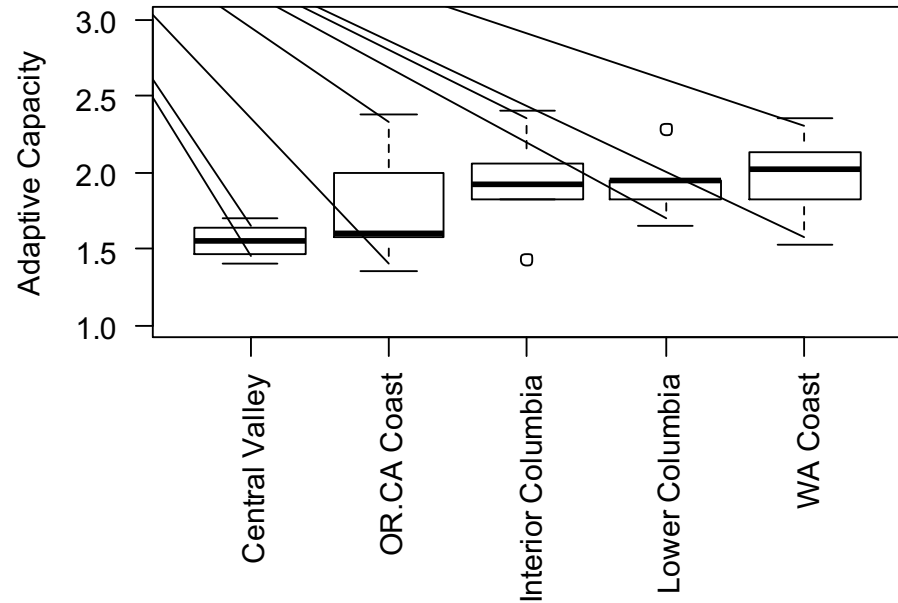 Adaptive Capacity
3.0
2.5
2.0
1.5
1.0
Central Valley
OR.CA Coast
Interior Columbia
Lower Columbia
WA Coast